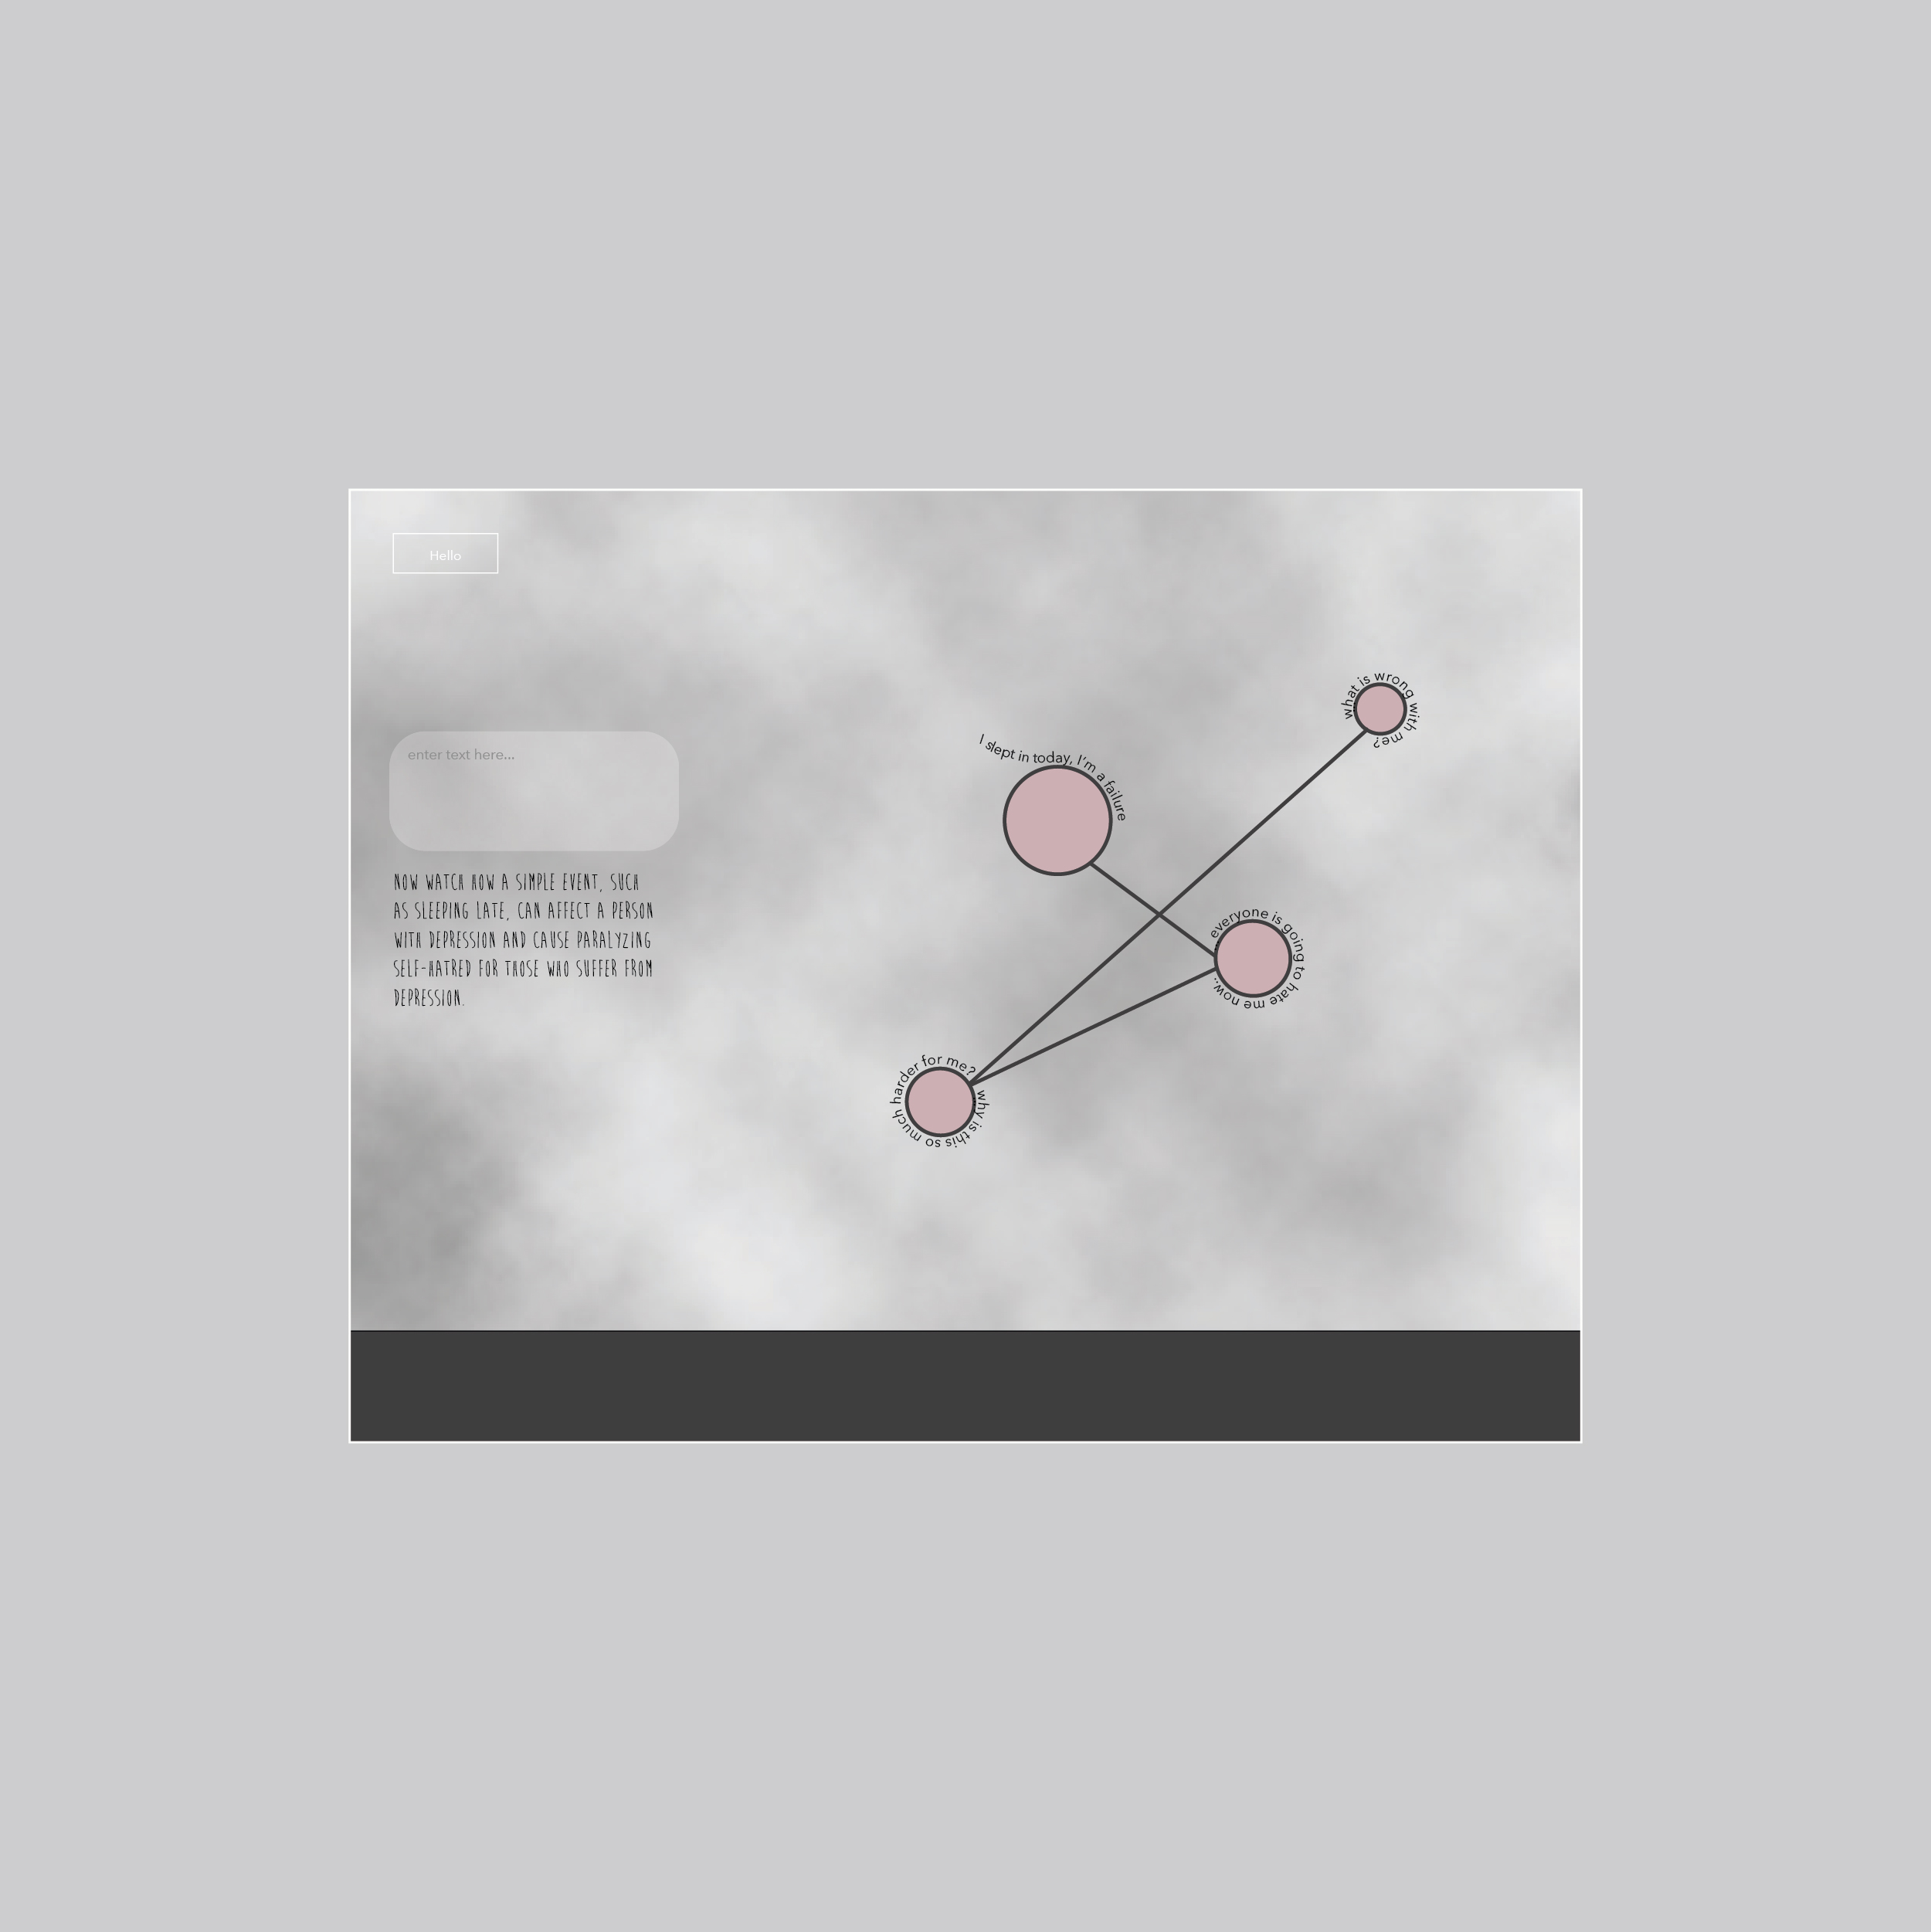 Hello
enter text here...
NOW WATCH HOW A SIMPLE EVENT, SUCH
AS SLEEPING LATE, CAN AFFECT A PERSON
WITH DEPRESSION AND CAUSE PARALYZING
SELF-HATRED FOR THOSE WHO SUFFER FROM
DEPRESSION.
I slept in today, I'm a failure
everyone is going to hate me now...
why is this so much harder for me?
what is wrong with me?